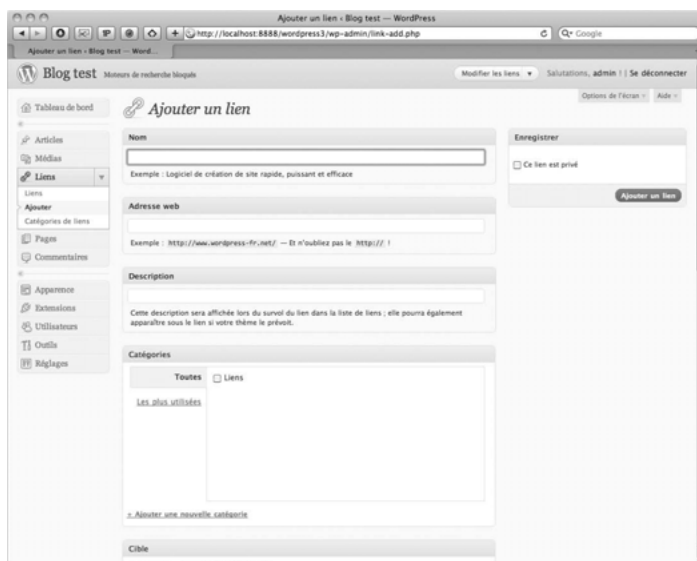 Ajouter un lien ‹ Blog test — WordPress
http://localhost:8888/wordpress3/wp-admin/link-add.php
Google
Ajouter un lien ‹ Blog test — Word...
Blog test Moteurs de recherche bloqués
Modifier les liens
Salutations, admin ! | Se déconnecter
Options de l'écran
Aide
Tableau de bord
Articles
Médias
Liens
Liens
Ajouter
Catégories de liens
Pages
Commentaires
Apparence
Extensions
Utilisateurs
Outils
Réglages
Ajouter un lien
Nom
Exemple : Logiciel de création de site rapide, puissant et efficace
Adresse web
Exemple : http://www.wordpress-fr.net/ — Et n'oubliez pas le http:// !
Description
Cette description sera affichée lors du survol du lien dans la liste de liens ; elle pourra également
apparaître sous le lien si votre thème le prévoit.
Catégories
Toutes
Liens
Les plus utilisées
+ Ajouter une nouvelle catégorie
Cible
Enregistrer
Ce lien est privé
Ajouter un lien